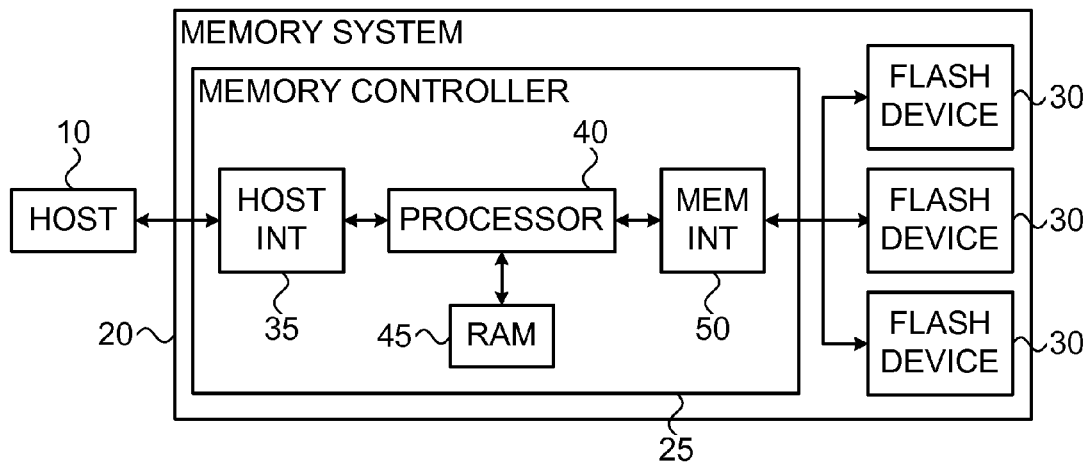 MEMORY SYSTEM
MEMORY CONTROLLER
10
HOST
HOST
INT
35
40
PROCESSOR
45
RAM
MEM
INT
50
FLASH
DEVICE
30
FLASH
DEVICE
30
FLASH
DEVICE
30
20
25